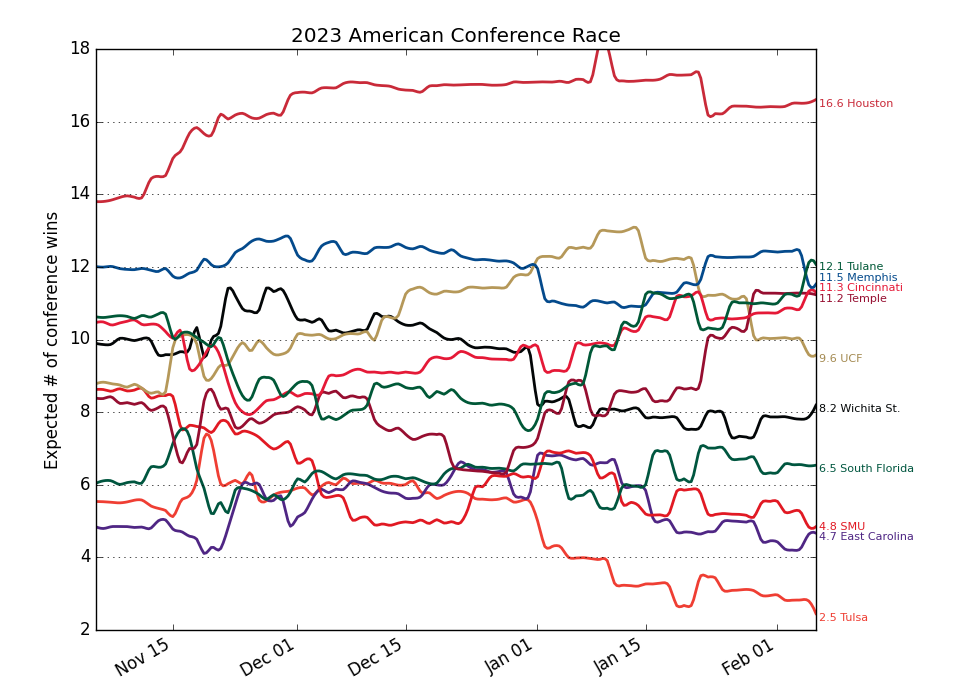 2023 American Conference Race
Expected # of conference wins
18
16
14
12
10
8
6
4
2
Nov 15
Dec 01
Dec 15
Jan 01
Jan 15
Feb 01
16.6 Houston
12.1 Tulane
11.5 Memphis
11.3 Cincinnati
11.2 Temple
9.6 UCF
8.2 Wichita St.
6.5 South Florida
4.8 SMU
4.7 East Carolina
2.5 Tulsa